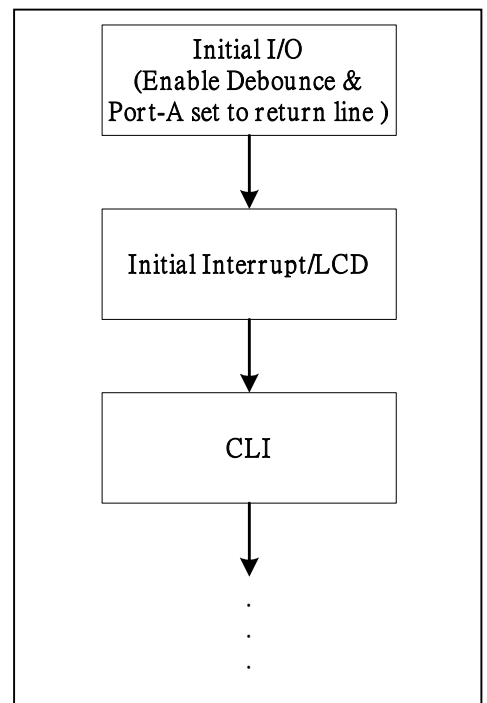 Initial I/O
(Enable Debounce &
Port-A set to return line )
Initial Interrupt/LCD
CLI
.
.
.